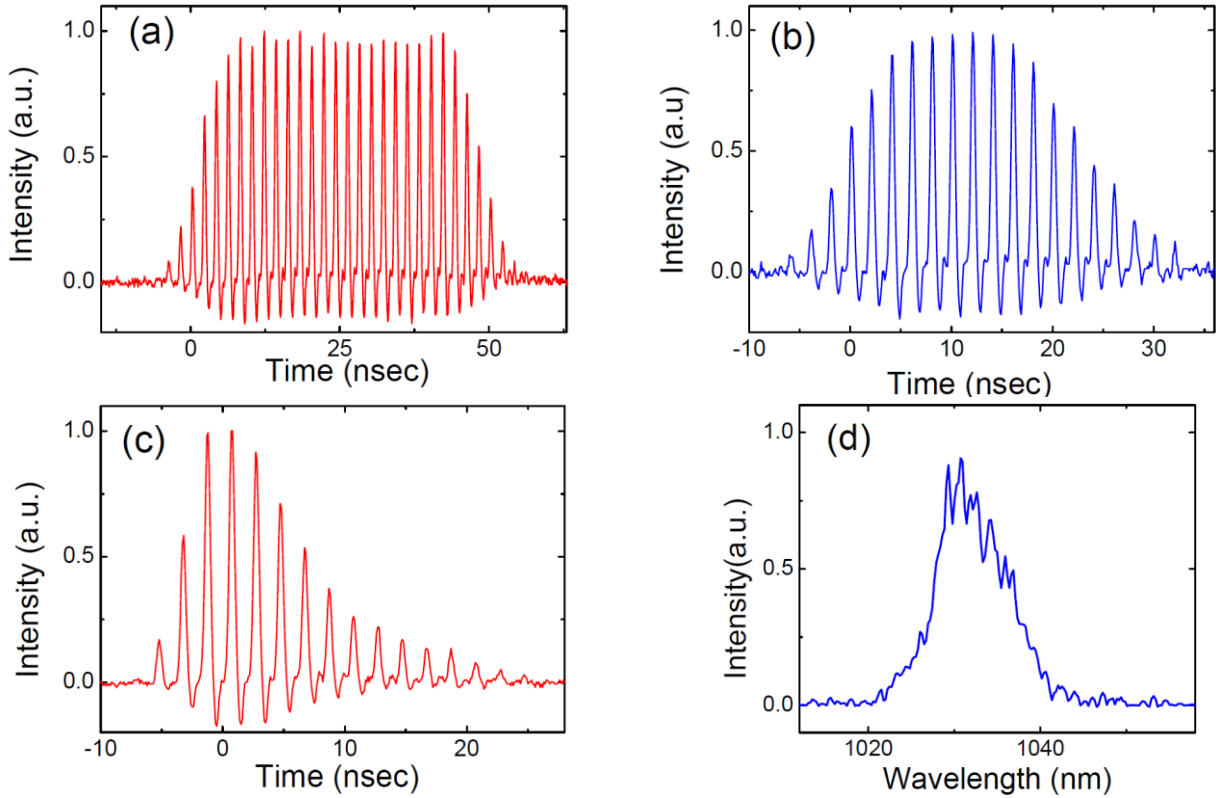 (a)
1.0
0.5
0.0
Intensity (a.u.)
0 25 50
Time (nsec)
(b)
1.0
0.5
0.0
Intensity (a.u)
-10 0 10 20 30
Time (nsec)
(c)
1.0
0.5
0.0
Intensity (a.u.)
-10 0 10 20
Time (nsec)
(d)
1.0
0.5
0.0
Intensity(a.u.)
1020 1040
Wavelength (nm)